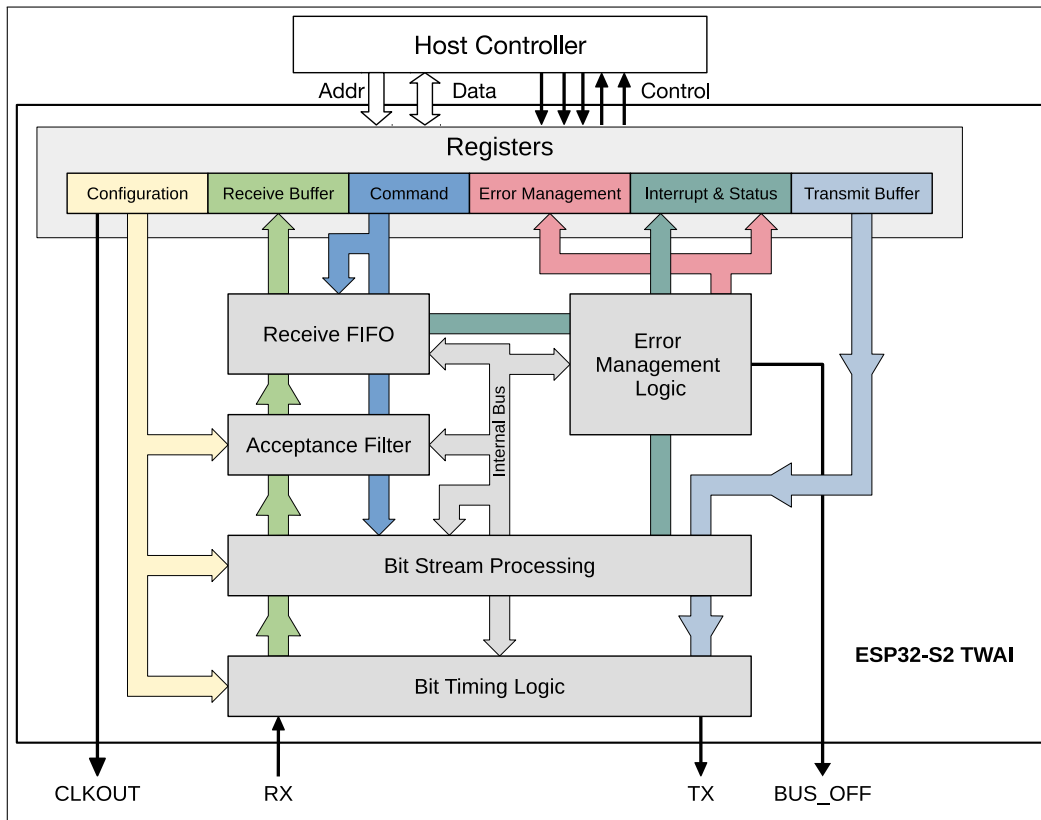 Host Controller
Addr
Data
Control
Registers
Configuration
Receive Buffer
Command
Error Management
Interrupt & Status
Transmit Buffer
Receive FIFO
Error
Management
Logic
Internal Bus
Acceptance Filter
Bit Stream Processing
Bit Timing Logic
ESP32-S2 TWAI
CLKOUT
RX
TX
BUS_OFF